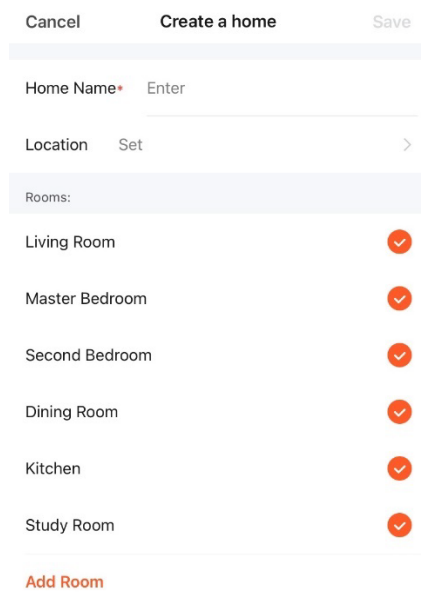 Cancel Create a home Save
Home Name* Enter
Location Set
Rooms:
Living Room
Master Bedroom
Second Bedroom
Dining Room
Kitchen
Study Room
Add Room